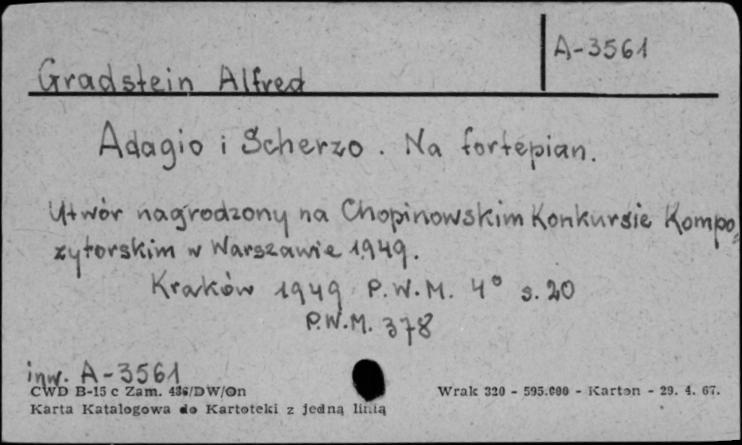 A-3561
Gradstein Alfred
Adagio i Scherzo. Na fortepian.
Utwór nagrodzony na Chopinowskim Konkursie Kompo=
zytorskim w Warszawie 1949.
Kraków 1949 P.W.M. 4° s. 20
P.W.M. 378
inw. A-3561
CWD B-15 c Zam. 436/DW/On Wrak 320 - 595.000 - Karton - 29. 4. 67.
Karta Katalogowa do Kartoteki z jedną linią